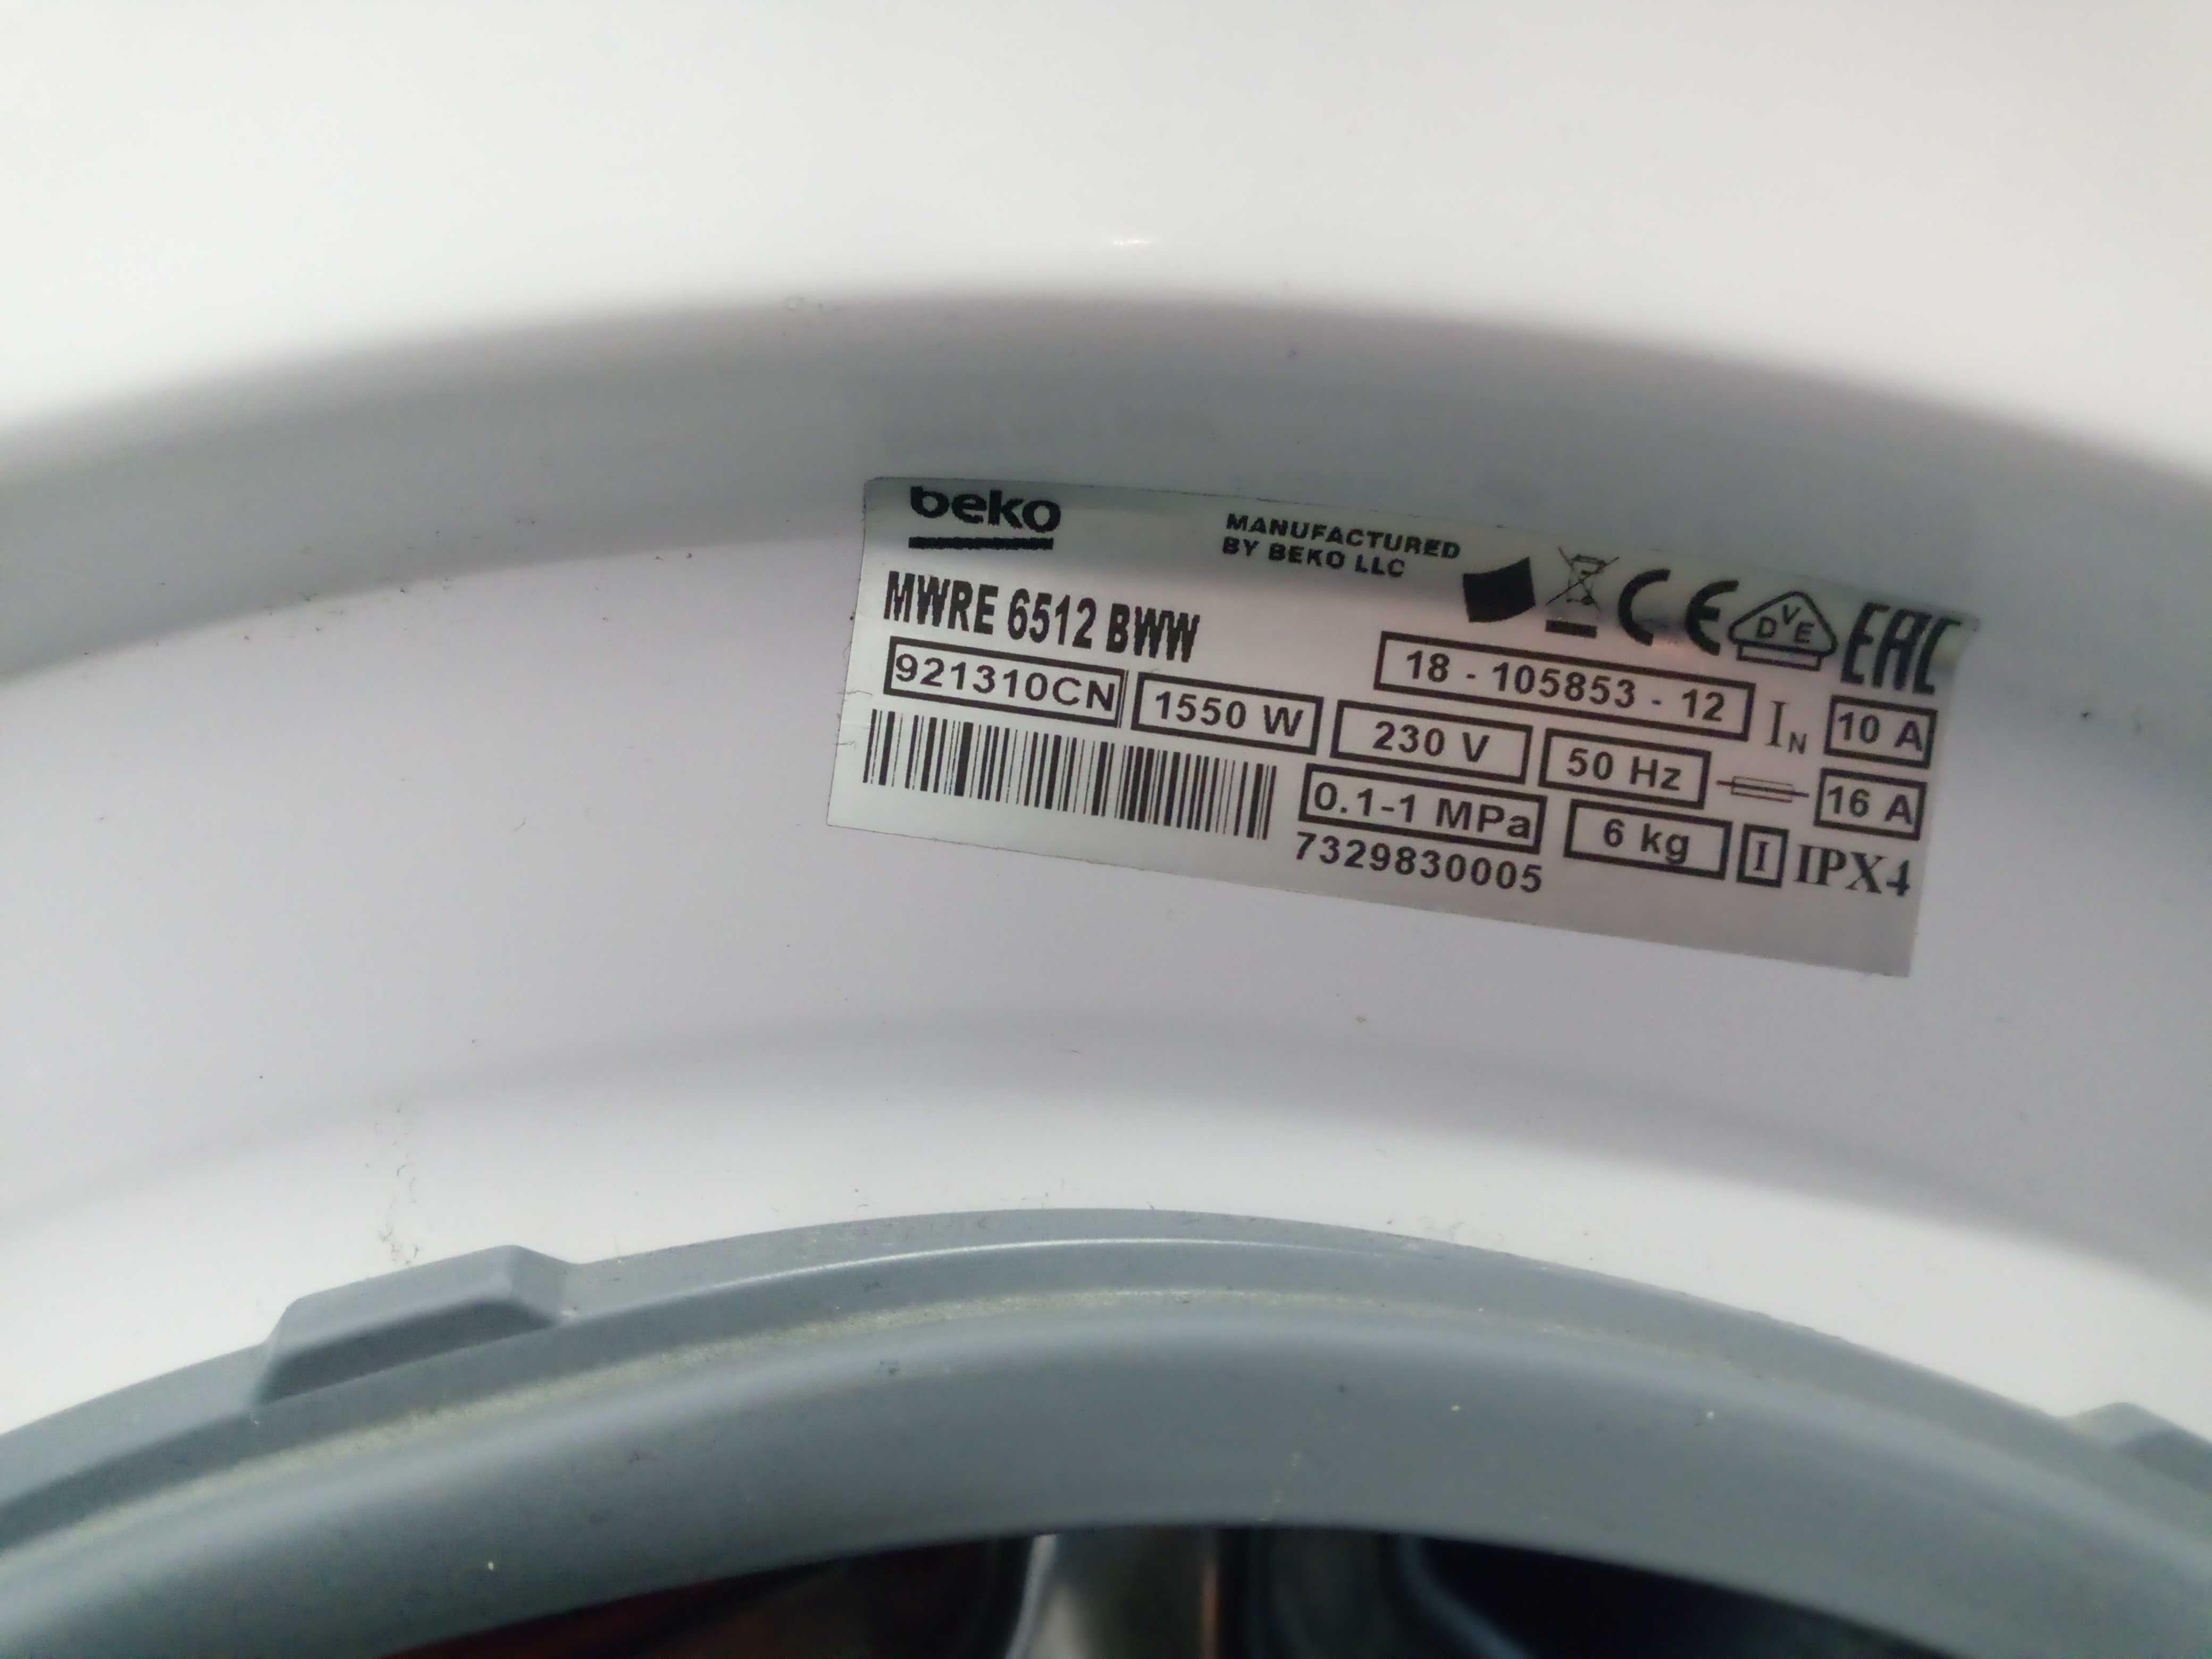 beko
MANUFACTURED
BY BEKO LLC
CE DVE EAC
MWRE 6512 BWW
18 - 105853 - 12 IN 10 A
921310CN 1550 W 230 V 50 Hz 16 A
0.1-1 MPa 6 kg I IPX4
7329830005